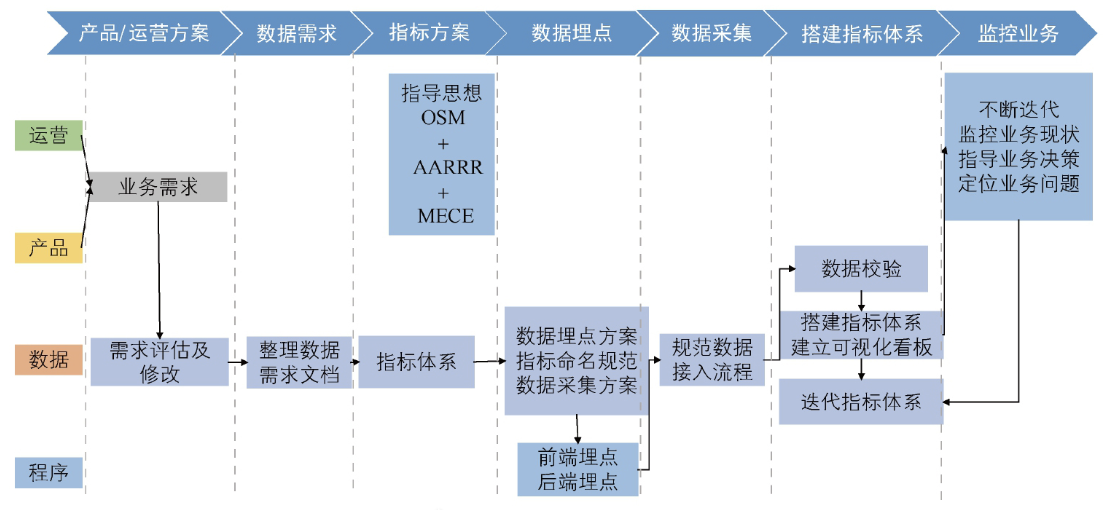 产品/运营方案
数据需求
指标方案
数据埋点
数据采集
搭建指标体系
监控业务
指导思想
OSM
+
AARRR
+
MECE
不断迭代
监控业务现状
指导业务决策
定位业务问题
运营
业务需求
产品
数据校验
数据
需求评估及
修改
整理数据
需求文档
指标体系
数据埋点方案
指标命名规范
数据采集方案
规范数据
接入流程
搭建指标体系
建立可视化看板
迭代指标体系
程序
前端埋点
后端埋点